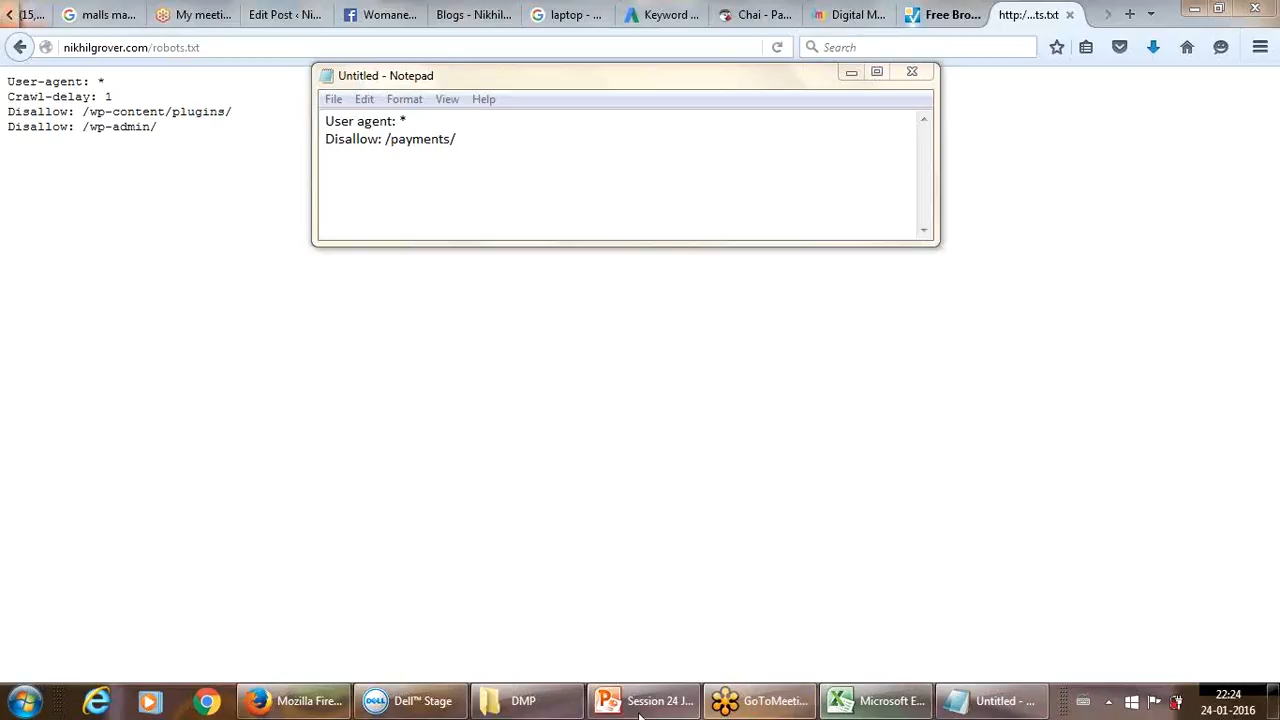 15,
malls ma...
My meeti...
Edit Post ‹ Ni...
Womane...
Blogs - Nikhil...
laptop - ...
Keyword ...
Chai - Pa...
Digital M...
Free Bro...
http:/...ts.txt
nikhilgrover.com/robots.txt
Search
User-agent: *
Crawl-delay: 1
Disallow: /wp-content/plugins/
Disallow: /wp-admin/
Untitled - Notepad
File Edit Format View Help
User agent: *
Disallow: /payments/
Mozilla Fire...
DELL
Dell™ Stage
DMP
Session 24 J...
GoToMeeti...
Microsoft E...
Untitled - ...
22:24
24-01-2016